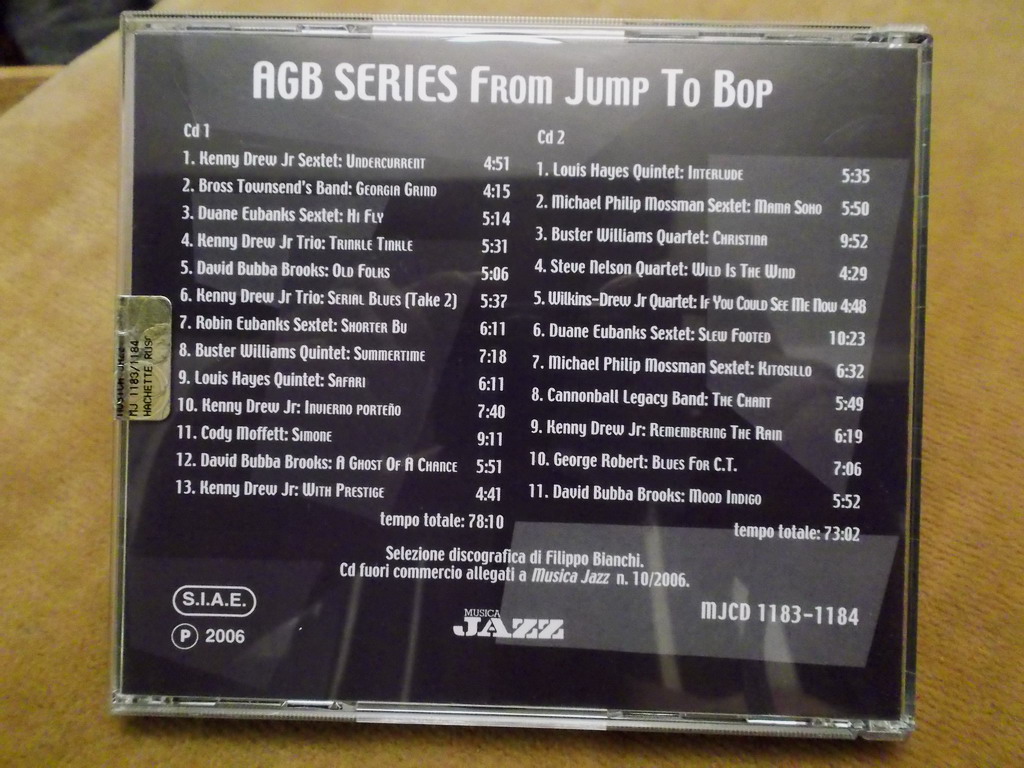 AGB SERIES From Jump To Bop
Cd 1
1. Kenny Drew Jr Sextet: Undercurrent 4:51
2. Bross Townsend's Band: Georgia Grind 4:15
3. Duane Eubanks Sextet: Hi Fly 5:14
4. Kenny Drew Jr Trio: Trinkle Tinkle 5:31
5. David Bubba Brooks: Old Folks 5:06
6. Kenny Drew Jr Trio: Serial Blues (Take 2) 5:37
7. Robin Eubanks Sextet: Shorter Bu 6:11
8. Buster Williams Quintet: Summertime 7:18
9. Louis Hayes Quintet: Safari 6:11
10. Kenny Drew Jr: Invierno porteño 7:40
11. Cody Moffett: Simone 9:11
12. David Bubba Brooks: A Ghost Of A Chance 5:51
13. Kenny Drew Jr: With Prestige 4:41
tempo totale: 78:10
Cd 2
1. Louis Hayes Quintet: Interlude 5:35
2. Michael Philip Mossman Sextet: Mama Soho 5:50
3. Buster Williams Quartet: Christina 9:52
4. Steve Nelson Quartet: Wild Is The Wind 4:29
5. Wilkins-Drew Jr Quartet: If You Could See Me Now 4:48
6. Duane Eubanks Sextet: Slew Footed 10:23
7. Michael Philip Mossman Sextet: Kitosillo 6:32
8. Cannonball Legacy Band: The Chant 5:49
9. Kenny Drew Jr: Remembering The Rain 6:19
10. George Robert: Blues For C.T. 7:06
11. David Bubba Brooks: Mood Indigo 5:52
tempo totale: 73:02
Selezione discografica di Filippo Bianchi.
Cd fuori commercio allegati a Musica Jazz n. 10/2006.
S.I.A.E.
P 2006
MUSICA
JAZZ
MJCD 1183-1184
MJ 1183/1184
HACHETTE